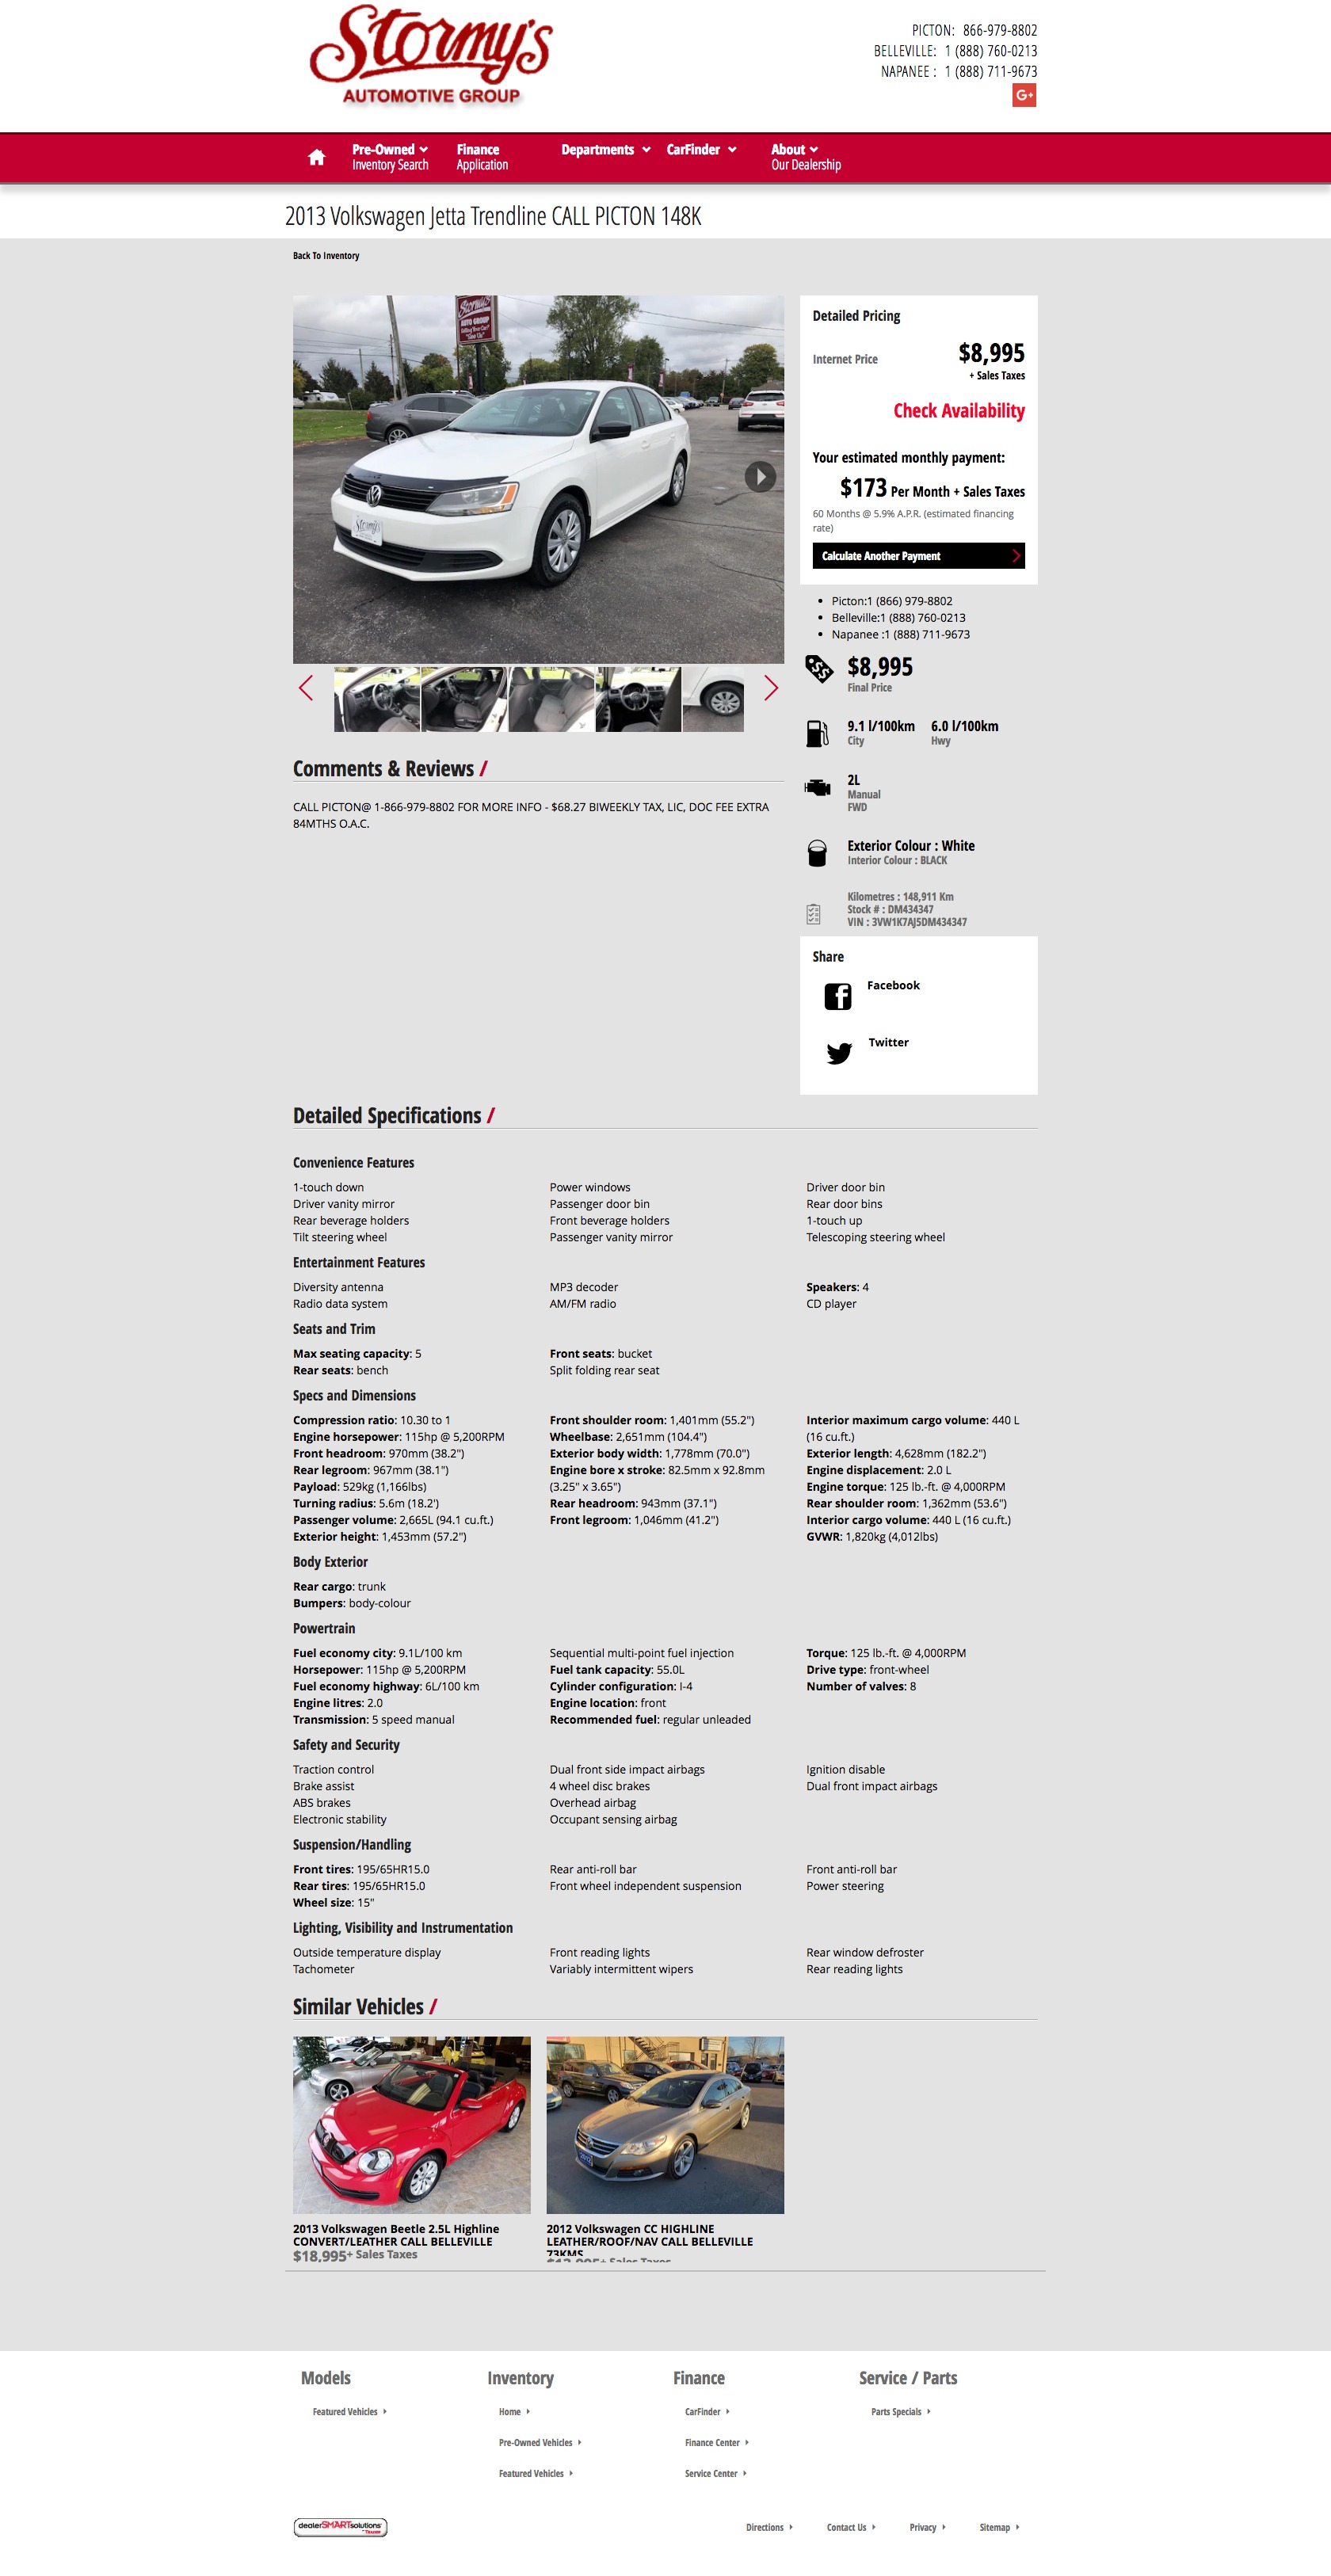 Stormy's
AUTOMOTIVE GROUP
PICTON: 866-979-8802
BELLEVILLE: 1 (888) 760-0213
NAPANEE : 1 (888) 711-9673
G+
Pre-Owned
Inventory Search
Finance
Application
Departments
CarFinder
About
Our Dealership
2013 Volkswagen Jetta Trendline CALL PICTON 148K
Back To Inventory
Stormy's
AUTO GROUP
Stormy's
Detailed Pricing
Internet Price
$8,995
+ Sales Taxes
Check Availability
Your estimated monthly payment:
$173 Per Month + Sales Taxes
60 Months @ 5.9% A.P.R. (estimated financing
rate)
Calculate Another Payment
Picton:1 (866) 979-8802
Belleville:1 (888) 760-0213
Napanee :1 (888) 711-9673
$8,995
Final Price
9.1 l/100km 6.0 l/100km
City Hwy
2L
Manual
FWD
Exterior Colour : White
Interior Colour : BLACK
Kilometres : 148,911 Km
Stock # : DM434347
VIN : 3VW1K7AJ5DM434347
Share
Facebook
Twitter
Comments & Reviews /
CALL PICTON@ 1-866-979-8802 FOR MORE INFO - $68.27 BIWEEKLY TAX, LIC, DOC FEE EXTRA
84MTHS O.A.C.
Detailed Specifications /
Convenience Features
1-touch down Power windows Driver door bin
Driver vanity mirror Passenger door bin Rear door bins
Rear beverage holders Front beverage holders 1-touch up
Tilt steering wheel Passenger vanity mirror Telescoping steering wheel
Entertainment Features
Diversity antenna MP3 decoder Speakers: 4
Radio data system AM/FM radio CD player
Seats and Trim
Max seating capacity: 5 Front seats: bucket
Rear seats: bench Split folding rear seat
Specs and Dimensions
Compression ratio: 10.30 to 1 Front shoulder room: 1,401mm (55.2") Interior maximum cargo volume: 440 L
Engine horsepower: 115hp @ 5,200RPM Wheelbase: 2,651mm (104.4") (16 cu.ft.)
Front headroom: 970mm (38.2") Exterior body width: 1,778mm (70.0") Exterior length: 4,628mm (182.2")
Rear legroom: 967mm (38.1") Engine bore x stroke: 82.5mm x 92.8mm Engine displacement: 2.0 L
Payload: 529kg (1,166lbs) (3.25" x 3.65") Engine torque: 125 lb.-ft. @ 4,000RPM
Turning radius: 5.6m (18.2') Rear headroom: 943mm (37.1") Rear shoulder room: 1,362mm (53.6")
Passenger volume: 2,665L (94.1 cu.ft.) Front legroom: 1,046mm (41.2") Interior cargo volume: 440 L (16 cu.ft.)
Exterior height: 1,453mm (57.2") GVWR: 1,820kg (4,012lbs)
Body Exterior
Rear cargo: trunk
Bumpers: body-colour
Powertrain
Fuel economy city: 9.1L/100 km Sequential multi-point fuel injection Torque: 125 lb.-ft. @ 4,000RPM
Horsepower: 115hp @ 5,200RPM Fuel tank capacity: 55.0L Drive type: front-wheel
Fuel economy highway: 6L/100 km Cylinder configuration: I-4 Number of valves: 8
Engine litres: 2.0 Engine location: front
Transmission: 5 speed manual Recommended fuel: regular unleaded
Safety and Security
Traction control Dual front side impact airbags Ignition disable
Brake assist 4 wheel disc brakes Dual front impact airbags
ABS brakes Overhead airbag
Electronic stability Occupant sensing airbag
Suspension/Handling
Front tires: 195/65HR15.0 Rear anti-roll bar Front anti-roll bar
Rear tires: 195/65HR15.0 Front wheel independent suspension Power steering
Wheel size: 15"
Lighting, Visibility and Instrumentation
Outside temperature display Front reading lights Rear window defroster
Tachometer Variably intermittent wipers Rear reading lights
Similar Vehicles /
2013 Volkswagen Beetle 2.5L Highline
CONVERT/LEATHER CALL BELLEVILLE
$18,995+ Sales Taxes
2012 Volkswagen CC HIGHLINE
LEATHER/ROOF/NAV CALL BELLEVILLE
73KMS
+ Sales Taxes
Models Inventory Finance Service / Parts
Featured Vehicles Home CarFinder Parts Specials
Pre-Owned Vehicles Finance Center
Featured Vehicles Service Center
dealerSMARTsolutions
Directions Contact Us Privacy Sitemap